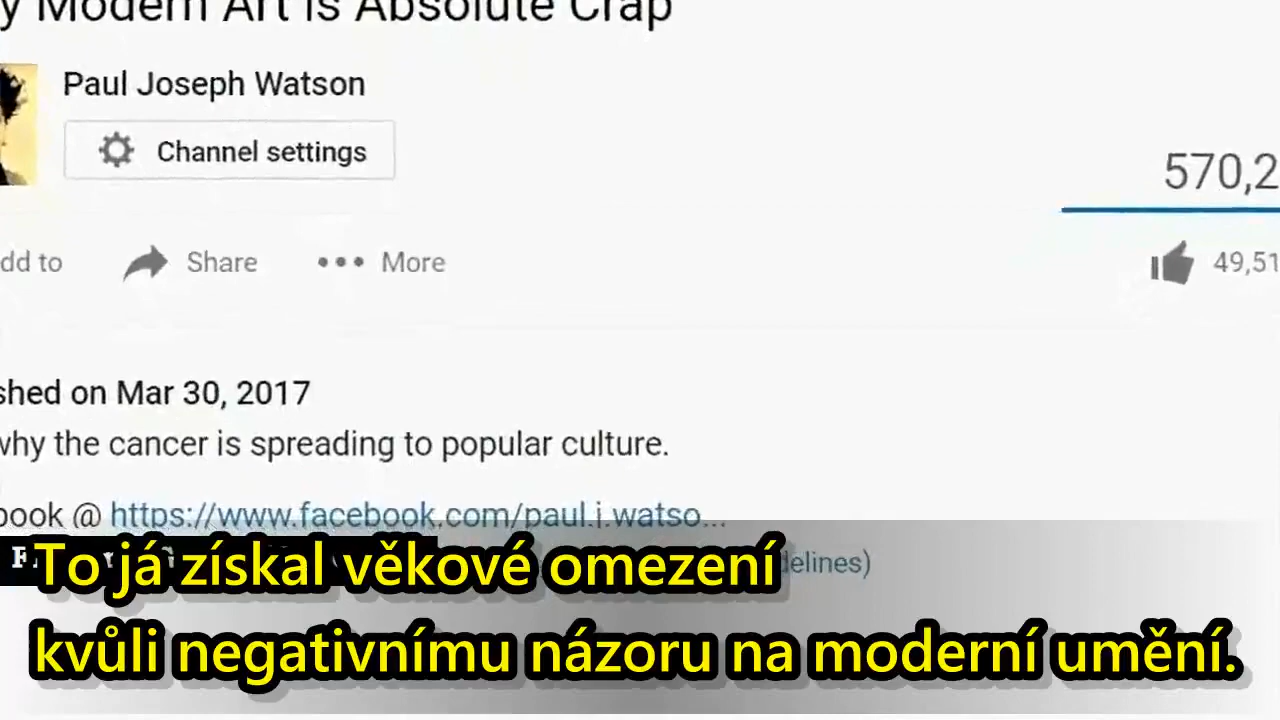 y Modern Art is Absolute Crap
Paul Joseph Watson
Channel settings
570,2
dd to Share More
49,51
shed on Mar 30, 2017
why the cancer is spreading to popular culture.
book @ https://www.facebook.com/paul.j.watso...
delines)
To já získal věkové omezení
kvůli negativnímu názoru na moderní umění.